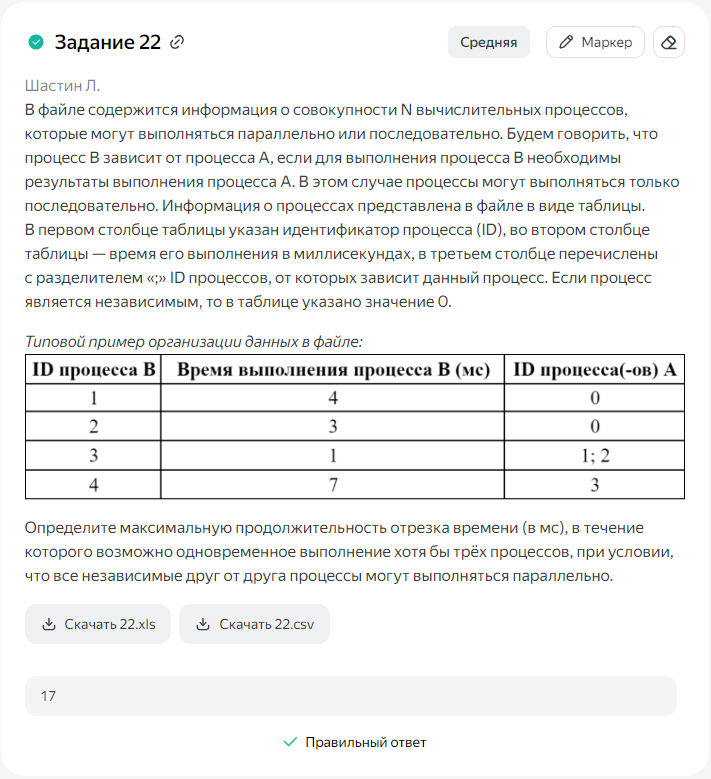 Задание 22
Средняя
Маркер
Шастин Л.
В файле содержится информация о совокупности N вычислительных процессов,
которые могут выполняться параллельно или последовательно. Будем говорить, что
процесс B зависит от процесса A, если для выполнения процесса B необходимы
результаты выполнения процесса A. В этом случае процессы могут выполняться только
последовательно. Информация о процессах представлена в файле в виде таблицы.
В первом столбце таблицы указан идентификатор процесса (ID), во втором столбце
таблицы — время его выполнения в миллисекундах, в третьем столбце перечислены
с разделителем «;» ID процессов, от которых зависит данный процесс. Если процесс
является независимым, то в таблице указано значение 0.
Типовой пример организации данных в файле:
ID процесса B Время выполнения процесса B (мс) ID процесса(-ов) A
1 4 0
2 3 0
3 1 1; 2
4 7 3
Определите максимальную продолжительность отрезка времени (в мс), в течение
которого возможно одновременное выполнение хотя бы трёх процессов, при условии,
что все независимые друг от друга процессы могут выполняться параллельно.
Скачать 22.xls Скачать 22.csv
17
Правильный ответ